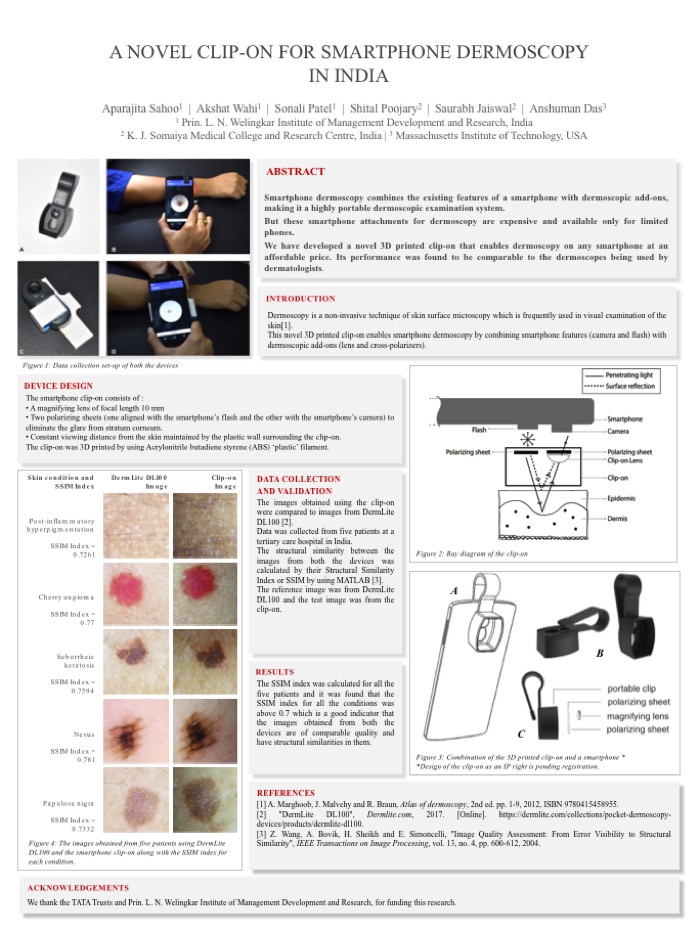 A NOVEL CLIP-ON FOR SMARTPHONE DERMOSCOPY
IN INDIA
Aparajita Sahoo¹ | Akshat Wahi¹ | Sonali Patel¹ | Shital Poojary² | Saurabh Jaiswal² | Anshuman Das³
¹ Prin. L. N. Welingkar Institute of Management Development and Research, India
² K. J. Somaiya Medical College and Research Centre, India | ³ Massachusetts Institute of Technology, USA
A
B
C
D
Figure 1: Data collection set-up of both the devices
ABSTRACT
Smartphone dermoscopy combines the existing features of a smartphone with dermoscopic add-ons,
making it a highly portable dermoscopic examination system.
But these smartphone attachments for dermoscopy are expensive and available only for limited
phones.
We have developed a novel 3D printed clip-on that enables dermoscopy on any smartphone at an
affordable price. Its performance was found to be comparable to the dermoscopes being used by
dermatologists.
INTRODUCTION
Dermoscopy is a non-invasive technique of skin surface microscopy which is frequently used in visual examination of the
skin[1].
This novel 3D printed clip-on enables smartphone dermoscopy by combining smartphone features (camera and flash) with
dermoscopic add-ons (lens and cross-polarizers).
DEVICE DESIGN
The smartphone clip-on consists of :
• A magnifying lens of focal length 10 mm
• Two polarizing sheets (one aligned with the smartphone's flash and the other with the smartphone's camera) to
eliminate the glare from stratum corneum.
• Constant viewing distance from the skin maintained by the plastic wall surrounding the clip-on.
The clip-on was 3D printed by using Acrylonitrile butadiene styrene (ABS) 'plastic' filament.
Penetrating light
Surface reflection
Smartphone
Flash
Camera
Polarizing sheet
Polarizing sheet
Clip-on Lens
Clip-on
Epidermis
Dermis
Figure 2: Ray diagram of the clip-on
Skin condition and
SSIM Index
DermLite DL100
Image
Clip-on
Image
Post-inflammatory
hyperpigmentation
SSIM Index =
0.7261
Cherry angioma
SSIM Index =
0.77
Seborrheic
keratosis
SSIM Index =
0.7594
Nevus
SSIM Index =
0.781
Papulosa nigra
SSIM Index =
0.7332
Figure 4: The images obtained from five patients using DermLite
DL100 and the smartphone clip-on along with the SSIM index for
each condition.
DATA COLLECTION
AND VALIDATION
The images obtained using the clip-on
were compared to images from DermLite
DL100 [2].
Data was collected from five patients at a
tertiary care hospital in India.
The structural similarity between the
images from both the devices was
calculated by their Structural Similarity
Index or SSIM by using MATLAB [3].
The reference image was from DermLite
DL100 and the test image was from the
clip-on.
RESULTS
The SSIM index was calculated for all the
five patients and it was found that the
SSIM index for all the conditions was
above 0.7 which is a good indicator that
the images obtained from both the
devices are of comparable quality and
have structural similarities in them.
A
B
C
portable clip
polarizing sheet
magnifying lens
polarizing sheet
Figure 3: Combination of the 3D printed clip-on and a smartphone *
*Design of the clip-on as an IP right is pending registration.
REFERENCES
[1] A. Marghoob, J. Malvehy and R. Braun, Atlas of dermoscopy, 2nd ed. pp. 1-9, 2012, ISBN 9780415458955.
[2] "DermLite DL100", Dermlite.com, 2017. [Online]. https://dermlite.com/collections/pocket-dermoscopy-
devices/products/dermlite-dl100.
[3] Z. Wang, A. Bovik, H. Sheikh and E. Simoncelli, "Image Quality Assessment: From Error Visibility to Structural
Similarity", IEEE Transactions on Image Processing, vol. 13, no. 4, pp. 600-612, 2004.
ACKNOWLEDGEMENTS
We thank the TATA Trusts and Prin. L. N. Welingkar Institute of Management Development and Research, for funding this research.